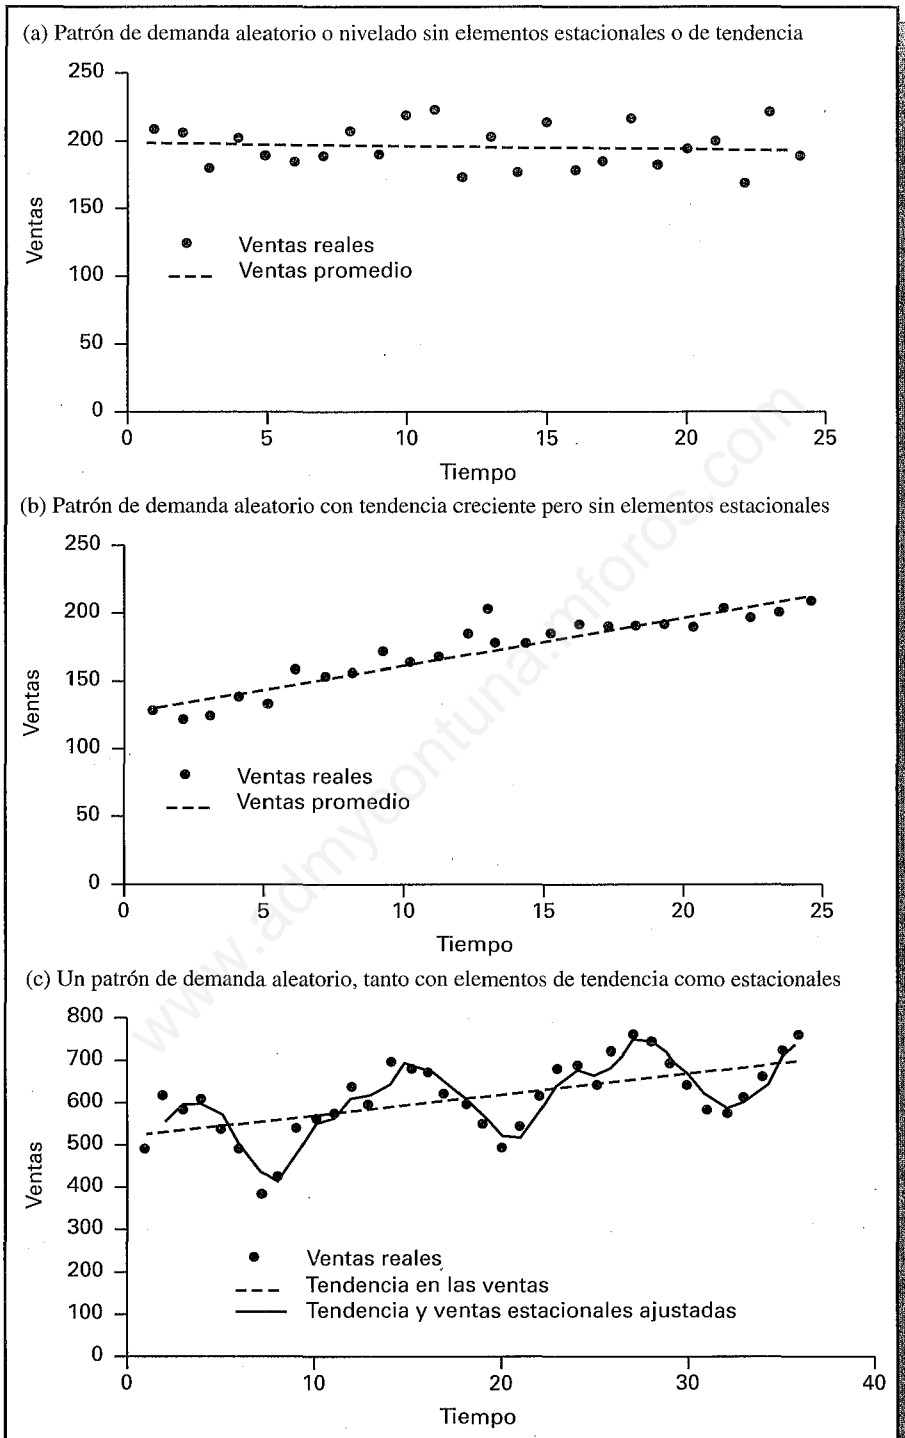 (a) Patrón de demanda aleatorio o nivelado sin elementos estacionales o de tendencia
250
200
150
100
50
0
Ventas
Ventas reales
Ventas promedio
0 5 10 15 20 25
Tiempo
(b) Patrón de demanda aleatorio con tendencia creciente pero sin elementos estacionales
250
200
150
100
50
0
Ventas
Ventas reales
Ventas promedio
0 5 10 15 20 25
Tiempo
(c) Un patrón de demanda aleatorio, tanto con elementos de tendencia como estacionales
800
700
600
500
400
300
200
100
0
Ventas
Ventas reales
Tendencia en las ventas
Tendencia y ventas estacionales ajustadas
0 10 20 30 40
Tiempo
www.admycontuna.mforos.com